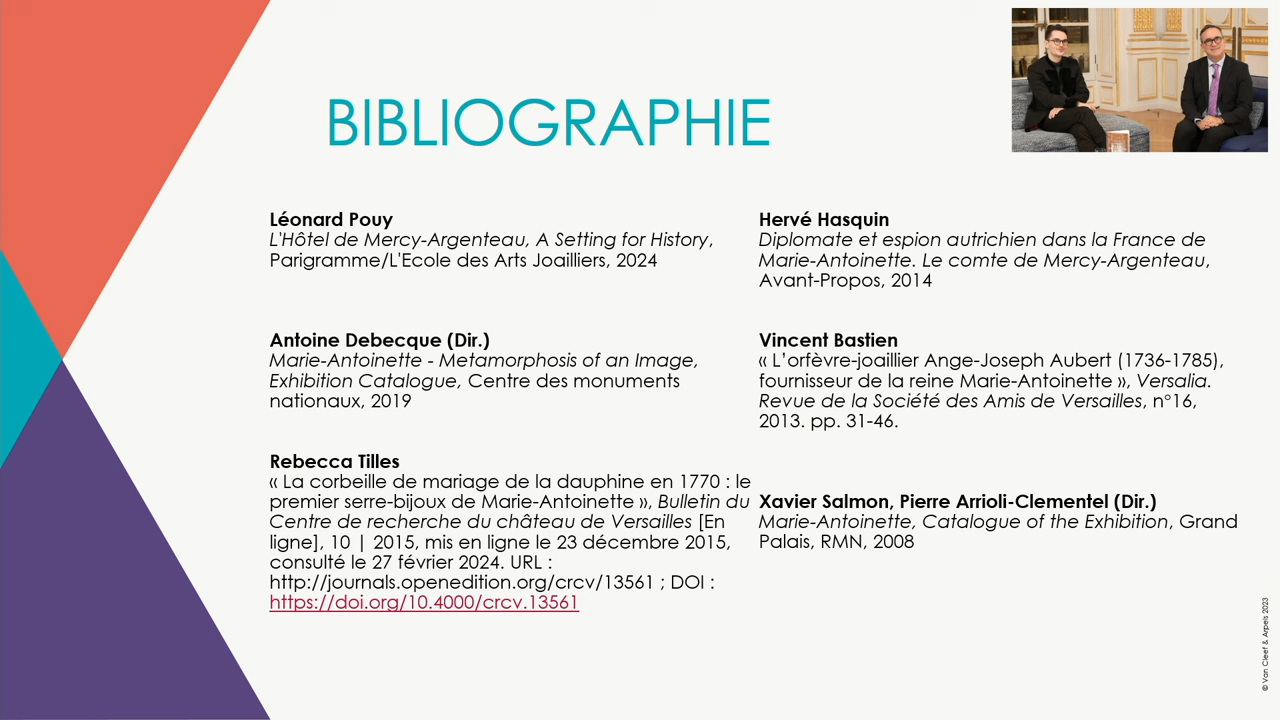 BIBLIOGRAPHIE
Léonard Pouy
L'Hôtel de Mercy-Argenteau, A Setting for History,
Parigramme/L'Ecole des Arts Joailliers, 2024
Antoine Debecque (Dir.)
Marie-Antoinette - Metamorphosis of an Image,
Exhibition Catalogue, Centre des monuments
nationaux, 2019
Rebecca Tilles
« La corbeille de mariage de la dauphine en 1770 : le
premier serre-bijoux de Marie-Antoinette », Bulletin du
Centre de recherche du château de Versailles [En
ligne], 10 | 2015, mis en ligne le 23 décembre 2015,
consulté le 27 février 2024. URL :
http://journals.openedition.org/crcv/13561 ; DOI :
https://doi.org/10.4000/crcv.13561
Hervé Hasquin
Diplomate et espion autrichien dans la France de
Marie-Antoinette. Le comte de Mercy-Argenteau,
Avant-Propos, 2014
Vincent Bastien
« L'orfèvre-joaillier Ange-Joseph Aubert (1736-1785),
fournisseur de la reine Marie-Antoinette », Versalia.
Revue de la Société des Amis de Versailles, n°16,
2013. pp. 31-46.
Xavier Salmon, Pierre Arrioli-Clementel (Dir.)
Marie-Antoinette, Catalogue of the Exhibition, Grand
Palais, RMN, 2008
© Van Cleef & Arpels 2023